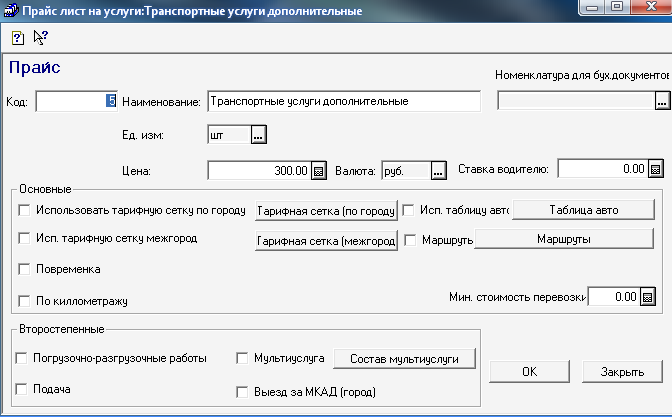 Прайс лист на услуги:Транспортные услуги дополнительные
Прайс
Номенклатура для бух.документов
Код: 5 Наименование: Транспортные услуги дополнительные ...
Ед. изм: шт ...
Цена: 300.00 Валюта: руб. ... Ставка водителю: 0.00
Основные
Использовать тарифную сетку по городу Тарифная сетка (по городу Исп. таблицу авто Таблица авто
Исп. тарифную сетку межгород Тарифная сетка (межгород Маршруть Маршруты
Повременка
По киллометражу Мин. стоимость перевозки 0.00
Второстепенные
Погрузочно-разгрузочные работы Мультиуслуга Состав мультиуслуги
OK Закрыть
Подача Выезд за МКАД (город)